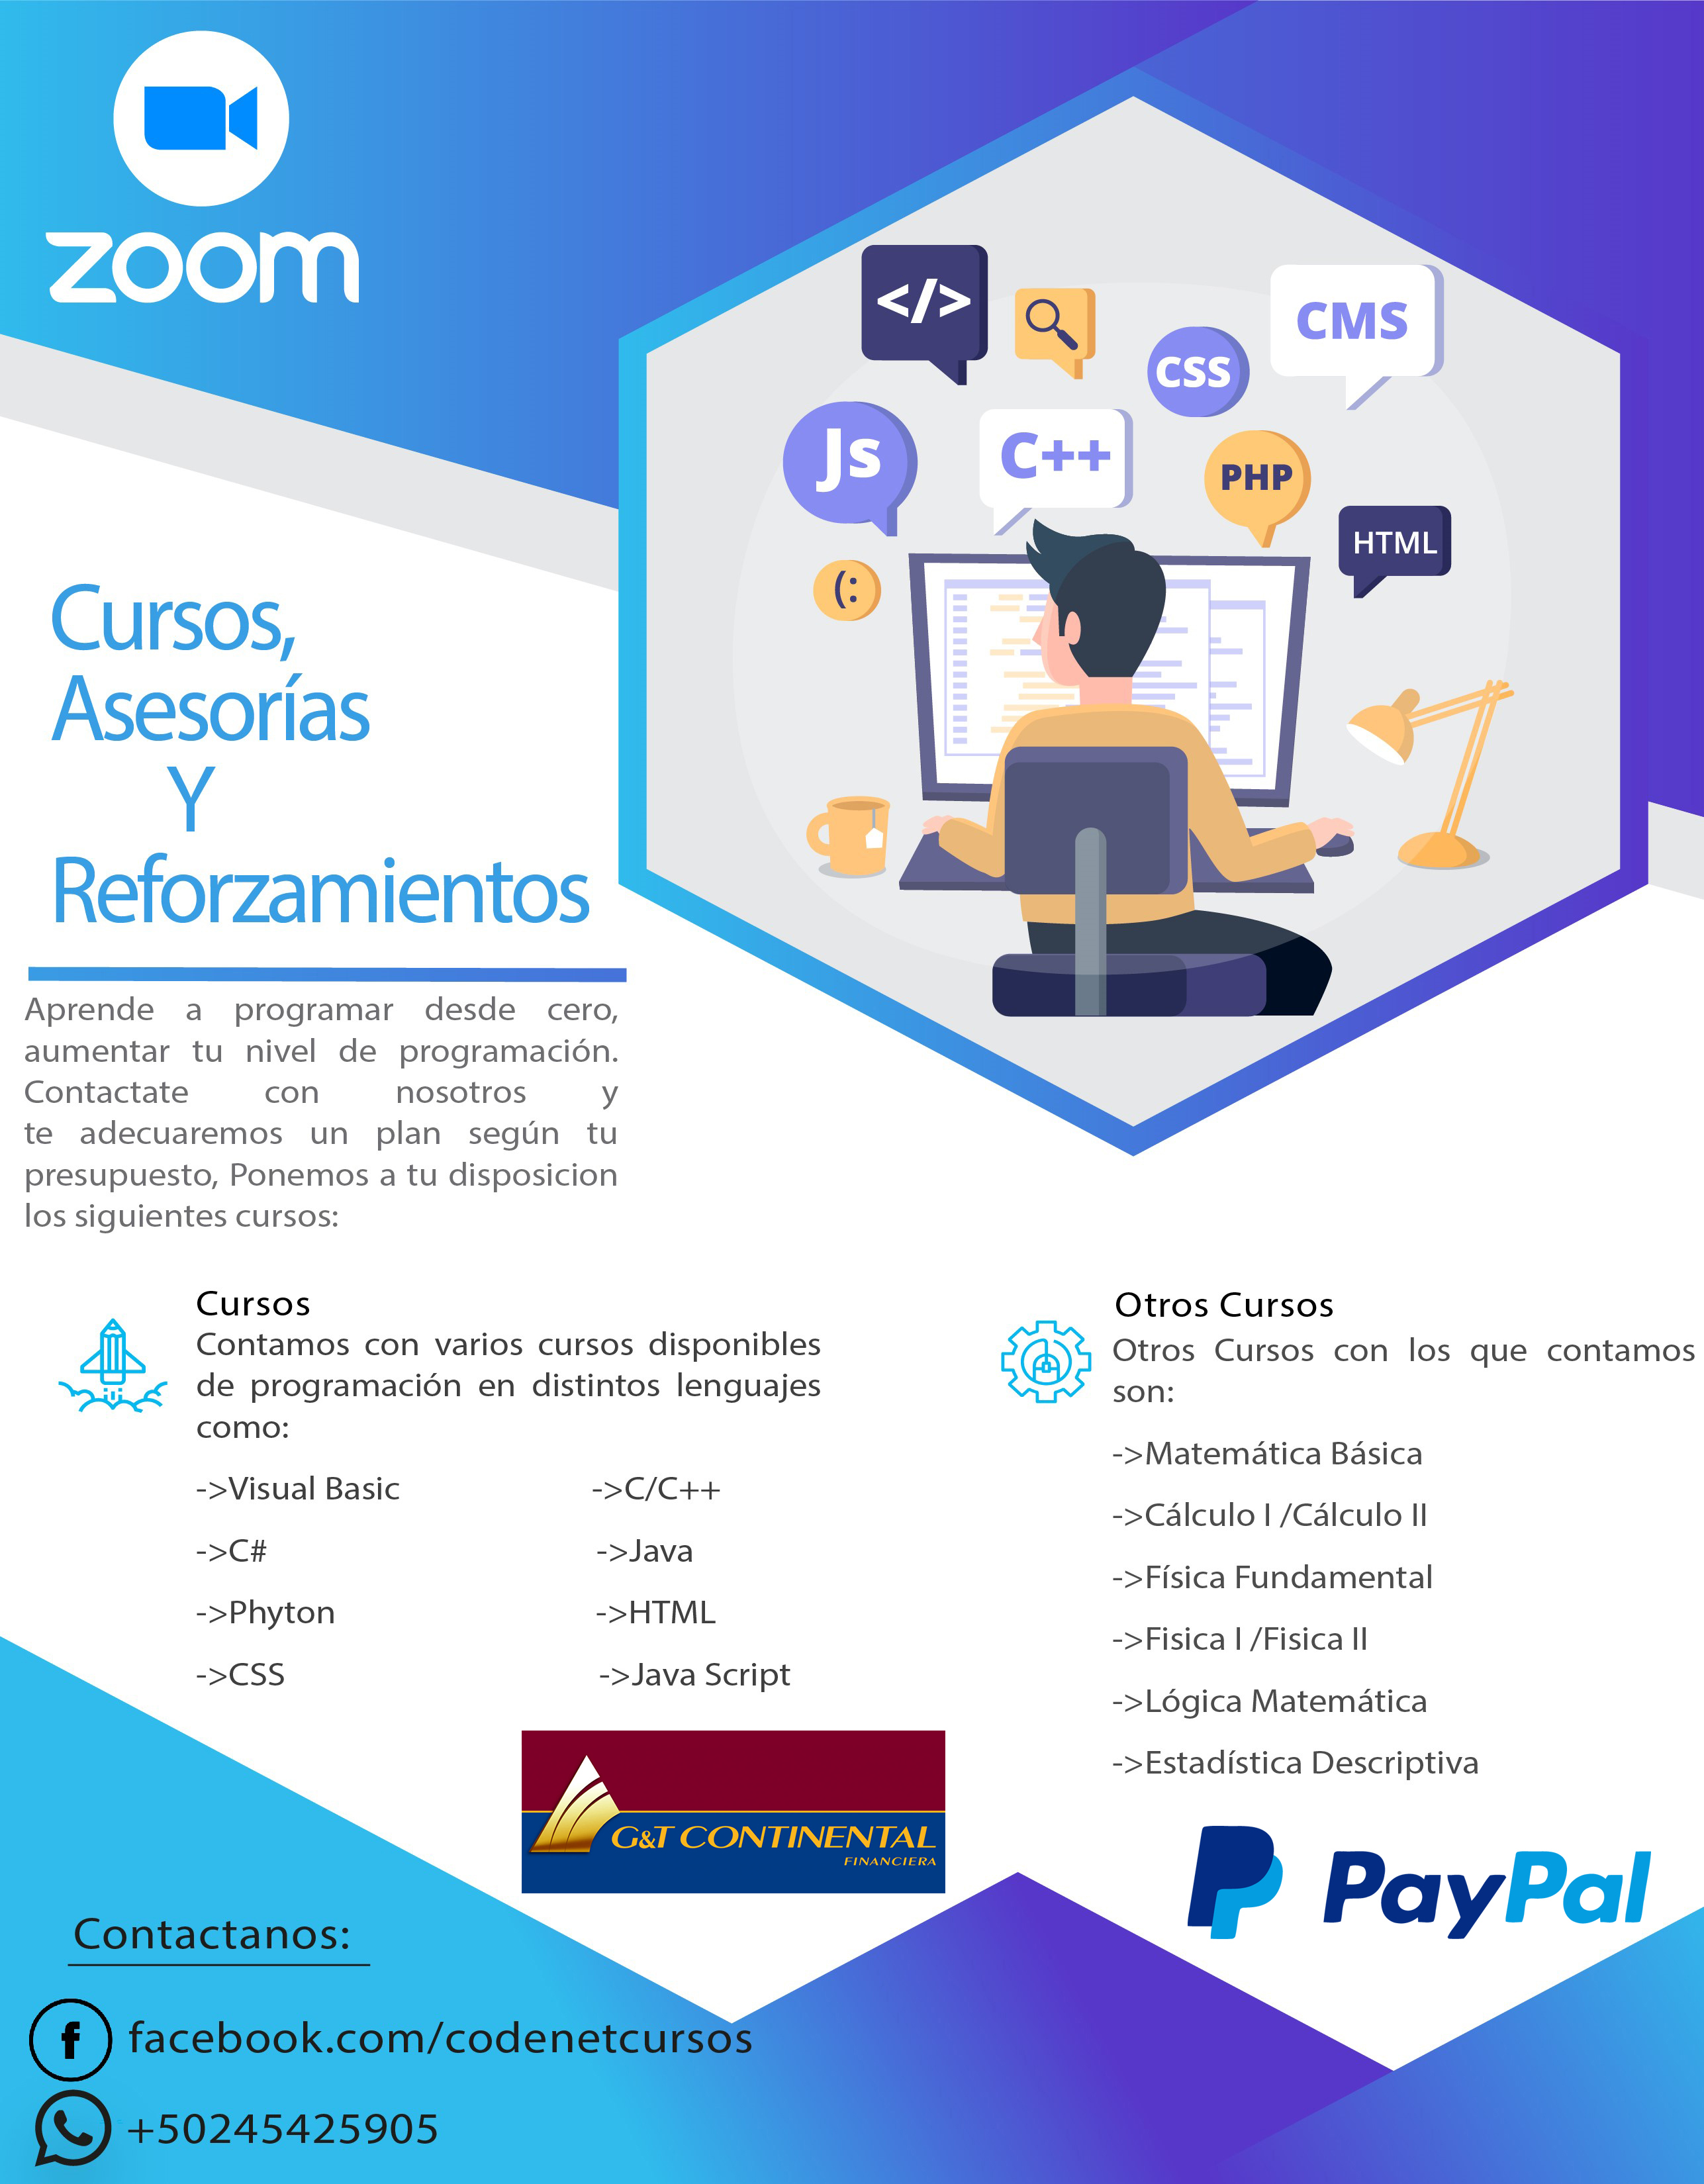 zoom
</>
CMS
CSS
Js
C++
PHP
HTML
(:
Cursos,
Asesorías
Y
Reforzamientos
Aprende a programar desde cero,
aumentar tu nivel de programación.
Contactate con nosotros y
te adecuaremos un plan según tu
presupuesto, Ponemos a tu disposicion
los siguientes cursos:
Cursos
Contamos con varios cursos disponibles
de programación en distintos lenguajes
como:
->Visual Basic
->C/C++
->C#
->Java
->Phyton
->HTML
->CSS
->Java Script
Otros Cursos
Otros Cursos con los que contamos
son:
->Matemática Básica
->Cálculo I /Cálculo II
->Física Fundamental
->Fisica I /Fisica II
->Lógica Matemática
->Estadística Descriptiva
G&T CONTINENTAL
FINANCIERA
PayPal
Contactanos:
facebook.com/codenetcursos
+50245425905